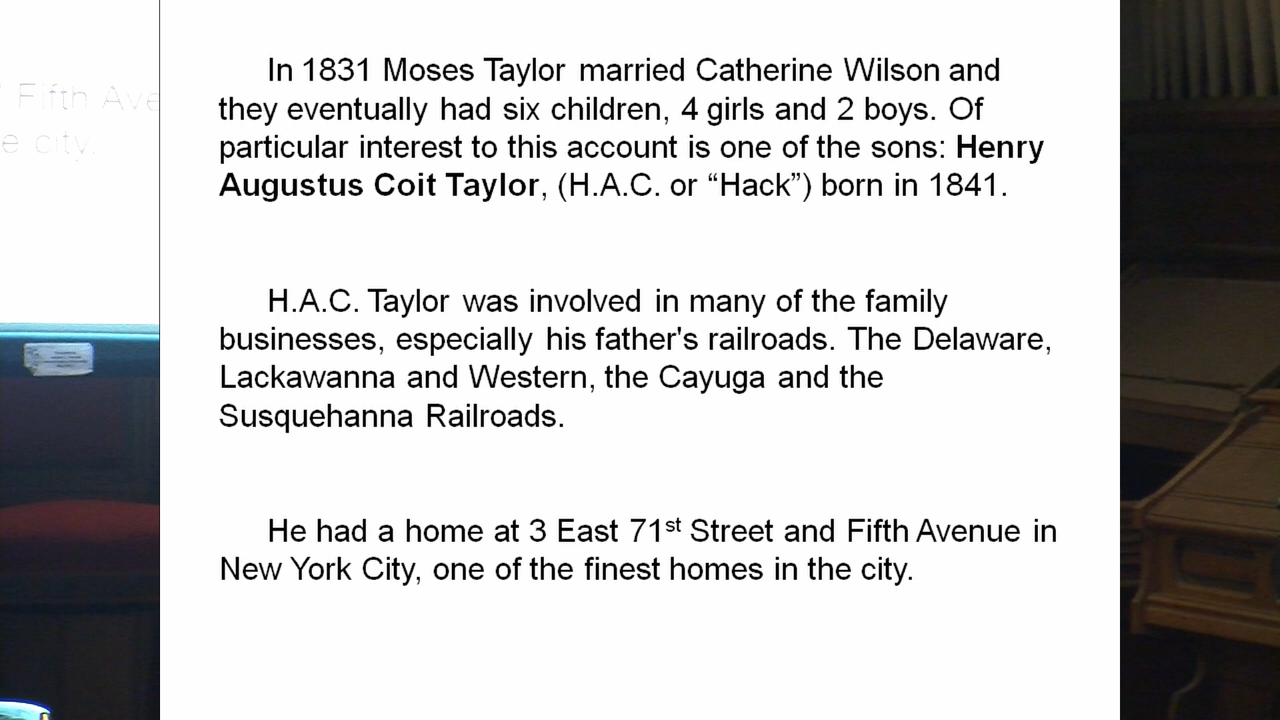 In 1831 Moses Taylor married Catherine Wilson and
they eventually had six children, 4 girls and 2 boys. Of
particular interest to this account is one of the sons: Henry
Augustus Coit Taylor, (H.A.C. or “Hack”) born in 1841.
H.A.C. Taylor was involved in many of the family
businesses, especially his father's railroads. The Delaware,
Lackawanna and Western, the Cayuga and the
Susquehanna Railroads.
He had a home at 3 East 71st Street and Fifth Avenue in
New York City, one of the finest homes in the city.
Fifth Ave
e city.